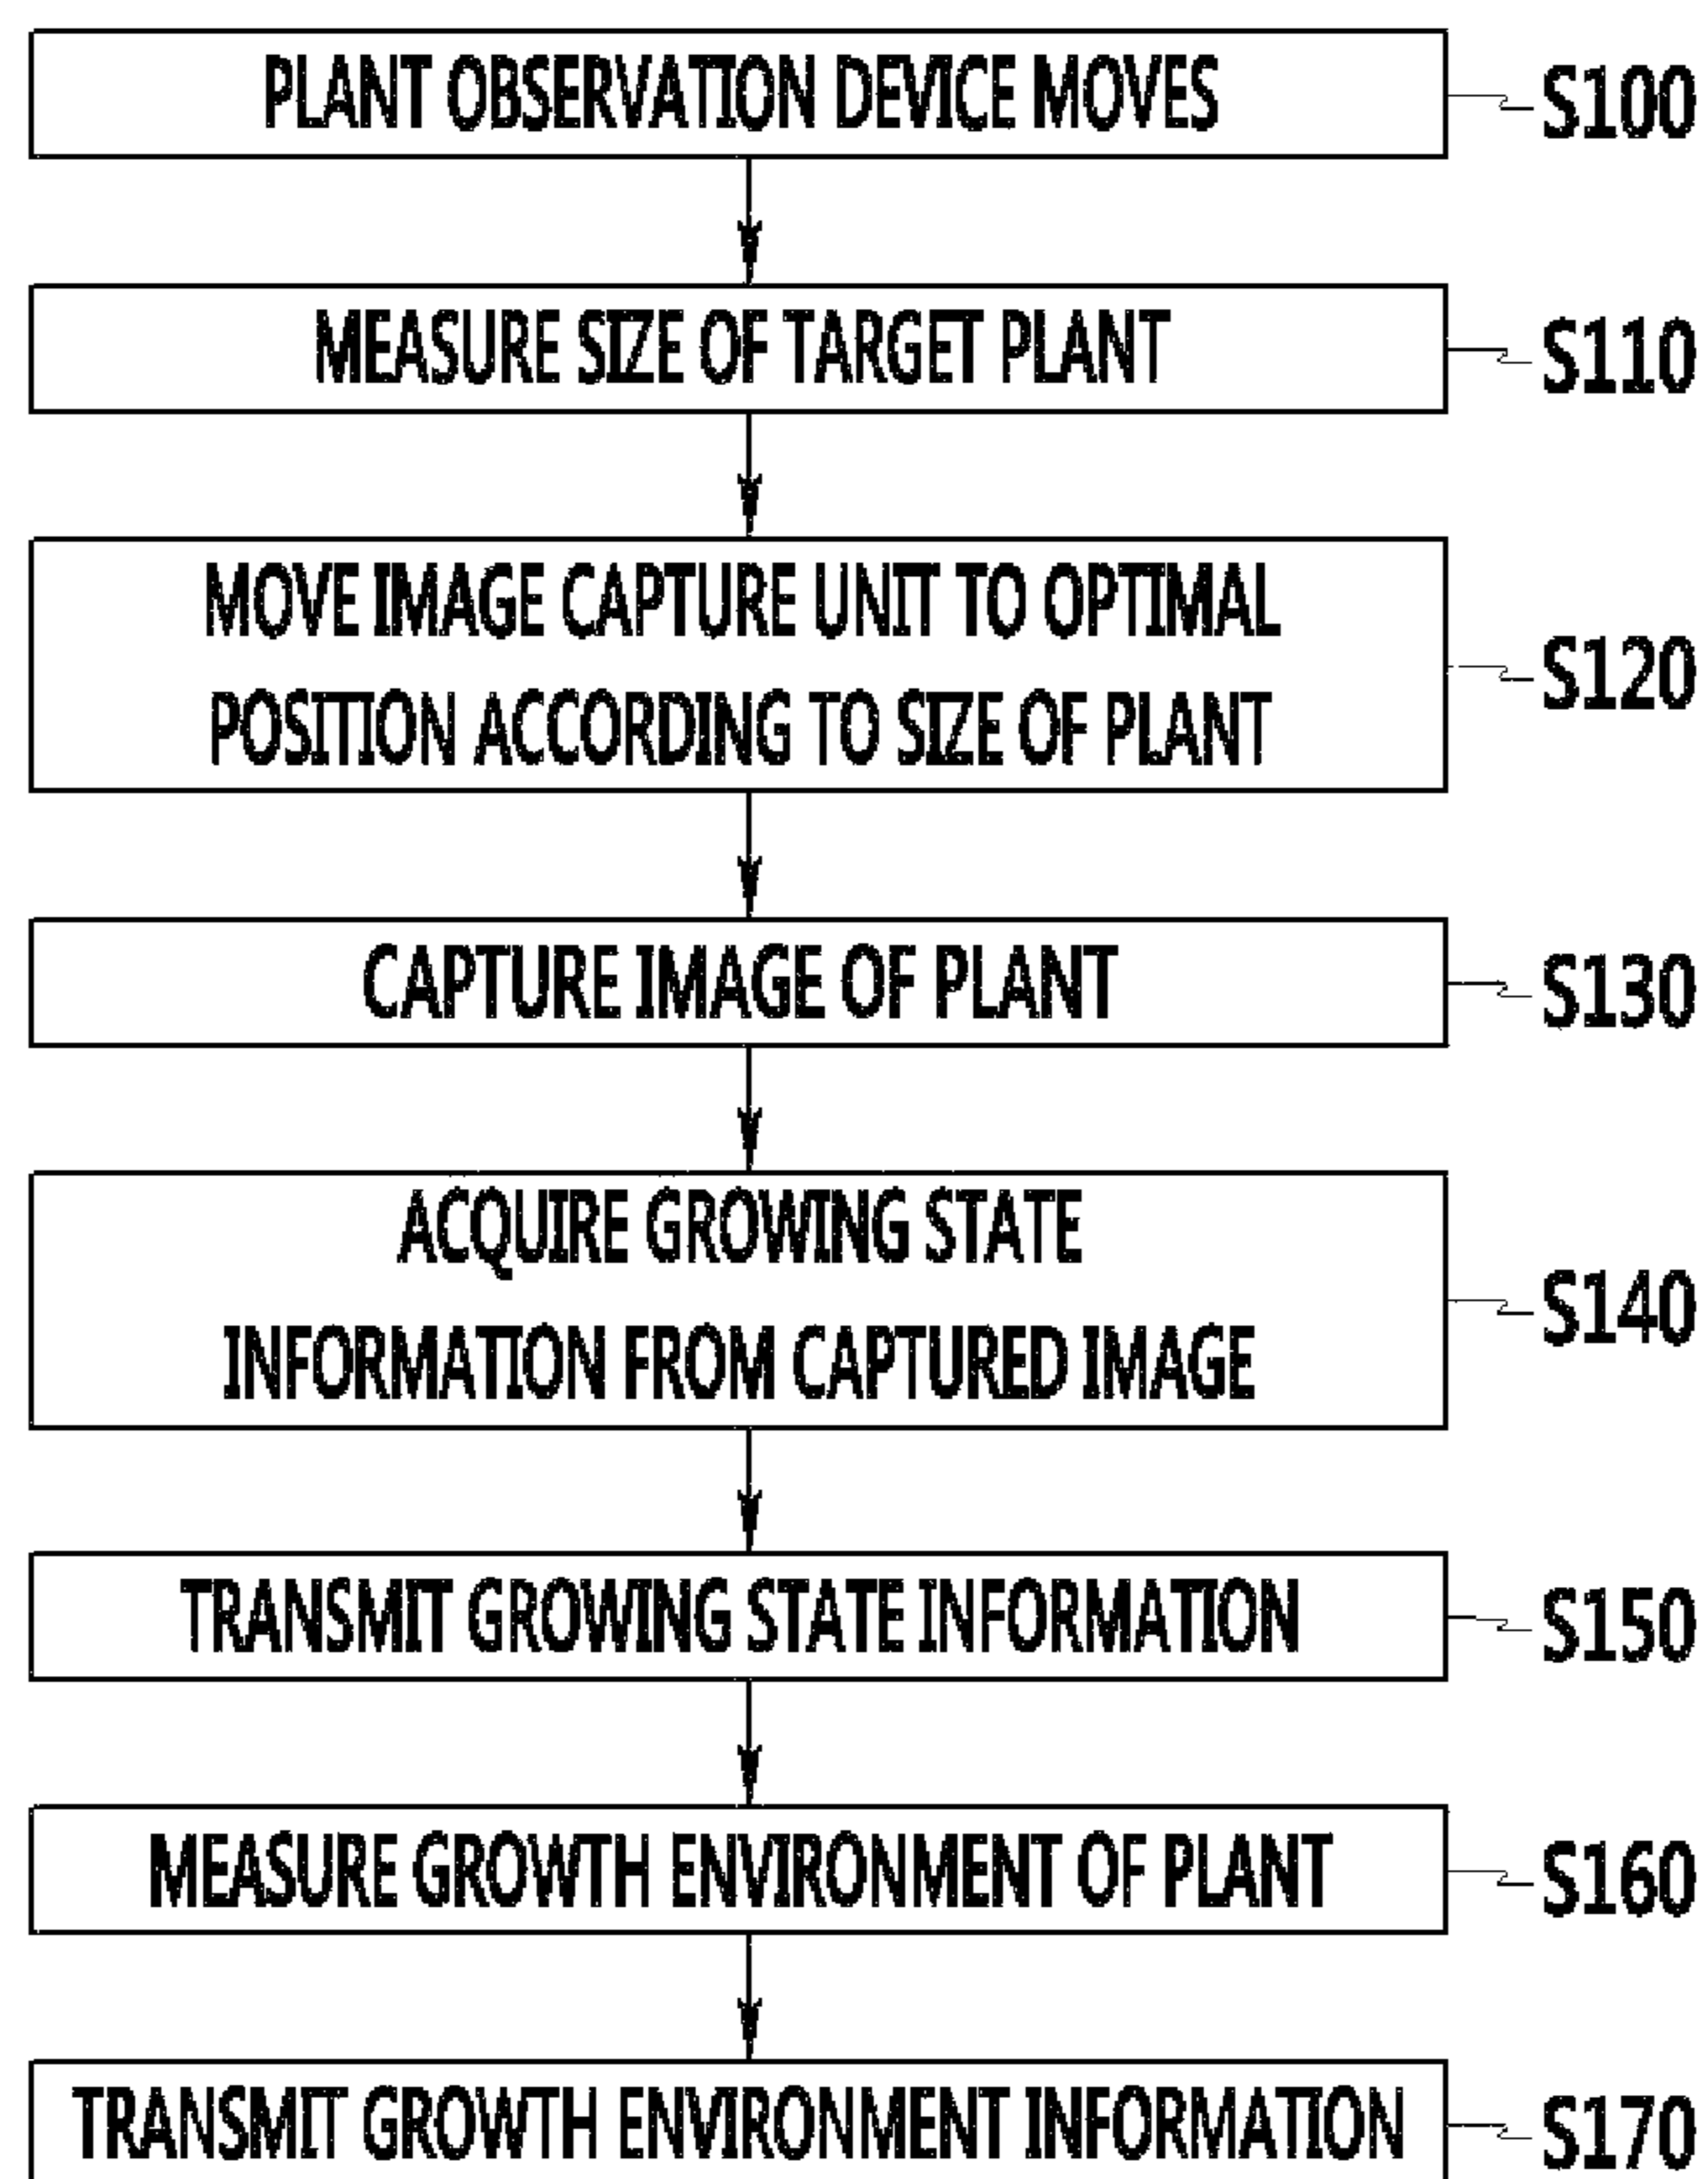 PLANT OBSERVATION DEVICE MOVES
S100
MEASURE SIZE OF TARGET PLANT
S110
MOVE IMAGE CAPTURE UNIT TO OPTIMAL
POSITION ACCORDING TO SIZE OF PLANT
S120
CAPTURE IMAGE OF PLANT
S130
ACQUIRE GROWING STATE
INFORMATION FROM CAPTURED IMAGE
S140
TRANSMIT GROWING STATE INFORMATION
S150
MEASURE GROWTH ENVIRONMENT OF PLANT
S160
TRANSMIT GROWTH ENVIRONMENT INFORMATION
S170